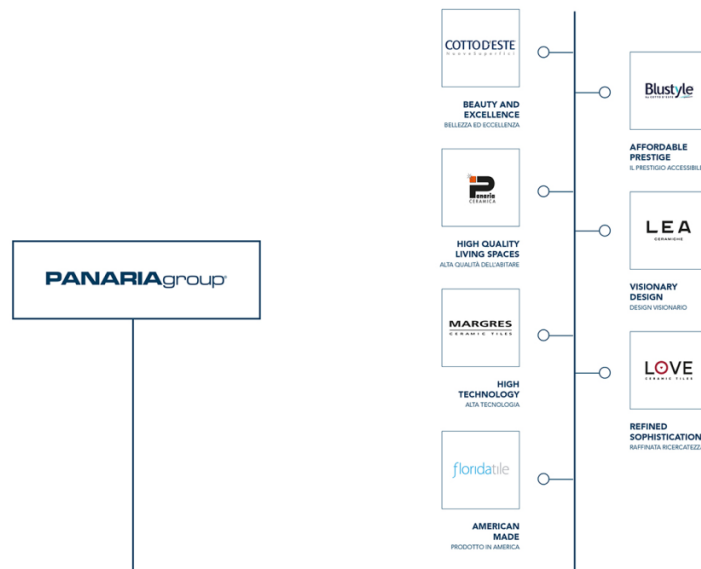 PANARIAgroup®
COTTO D'ESTE
NuoveSuperfici
BEAUTY AND
EXCELLENCE
BELLEZZA ED ECCELLENZA
Blustyle
AFFORDABLE
PRESTIGE
IL PRESTIGIO ACCESSIBILE
Panaria
CERAMICA
HIGH QUALITY
LIVING SPACES
ALTA QUALITÀ DELL'ABITARE
LEA
CERAMICHE
VISIONARY
DESIGN
DESIGN VISIONARIO
MARGRES
CERAMIC TILES
HIGH
TECHNOLOGY
ALTA TECNOLOGIA
LOVE
CERAMIC TILES
REFINED
SOPHISTICATION
RAFFINATA RICERCATEZZA
floridatile
AMERICAN
MADE
PRODOTTO IN AMERICA